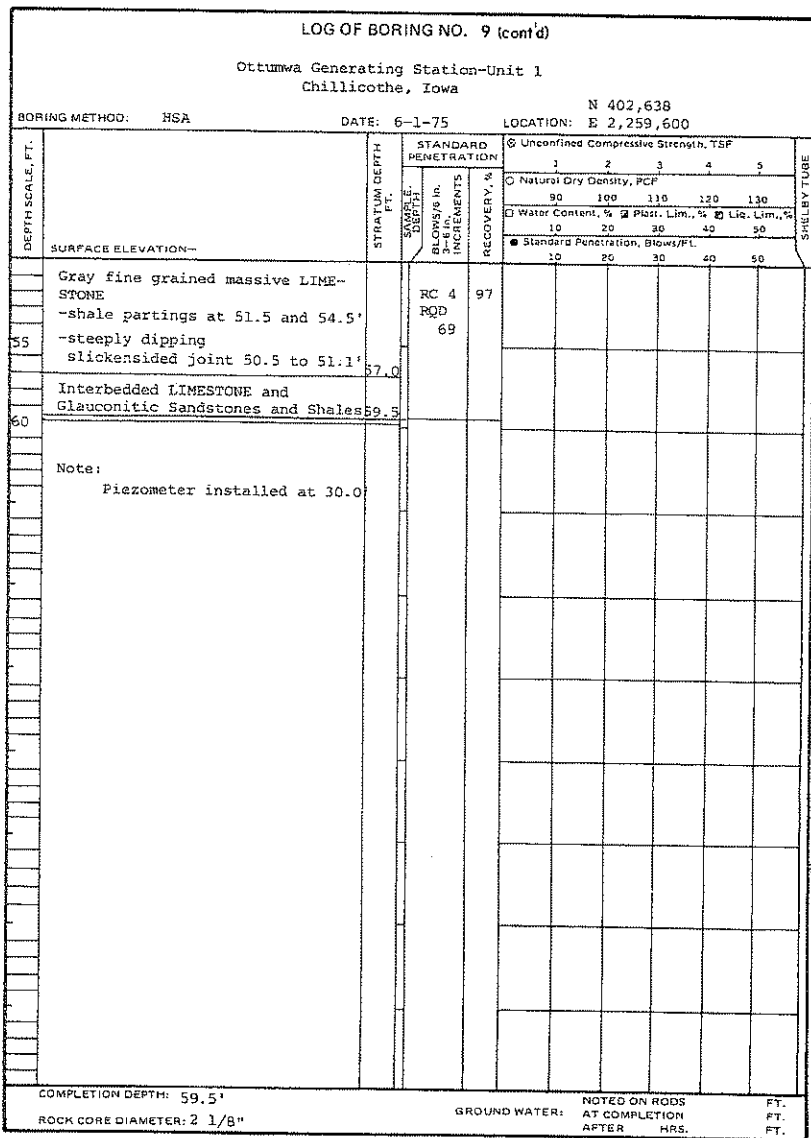 LOG OF BORING NO. 9 (cont'd)
Ottumwa Generating Station-Unit 1
Chillicothe, Iowa
BORING METHOD: HSA
DATE: 6-1-75
LOCATION: N 402,638
E 2,259,600
DEPTH SCALE, FT.
SURFACE ELEVATION—
STRATUM DEPTH FT.
STANDARD PENETRATION
SAMPLE DEPTH
BLOWS/6 In. 3-6 in. INCREMENTS
RECOVERY, %
Unconfined Compressive Strength, TSF
1 2 3 4 5
Natural Dry Density, PCF
90 100 110 120 130
Water Content, % Plast. Lim., % Liq. Lim., %
10 20 30 40 50
Standard Penetration, Blows/Ft.
10 20 30 40 50
SHELBY TUBE
Gray fine grained massive LIME-
STONE
-shale partings at 51.5 and 54.5'
-steeply dipping
slickensided joint 50.5 to 51.1'
57.0
RC 4 97
RQD
69
55
Interbedded LIMESTONE and
Glauconitic Sandstones and Shales 59.5
60
Note:
Piezometer installed at 30.0
COMPLETION DEPTH: 59.5'
ROCK CORE DIAMETER: 2 1/8"
GROUND WATER:
NOTED ON RODS FT.
AT COMPLETION FT.
AFTER HRS. FT.